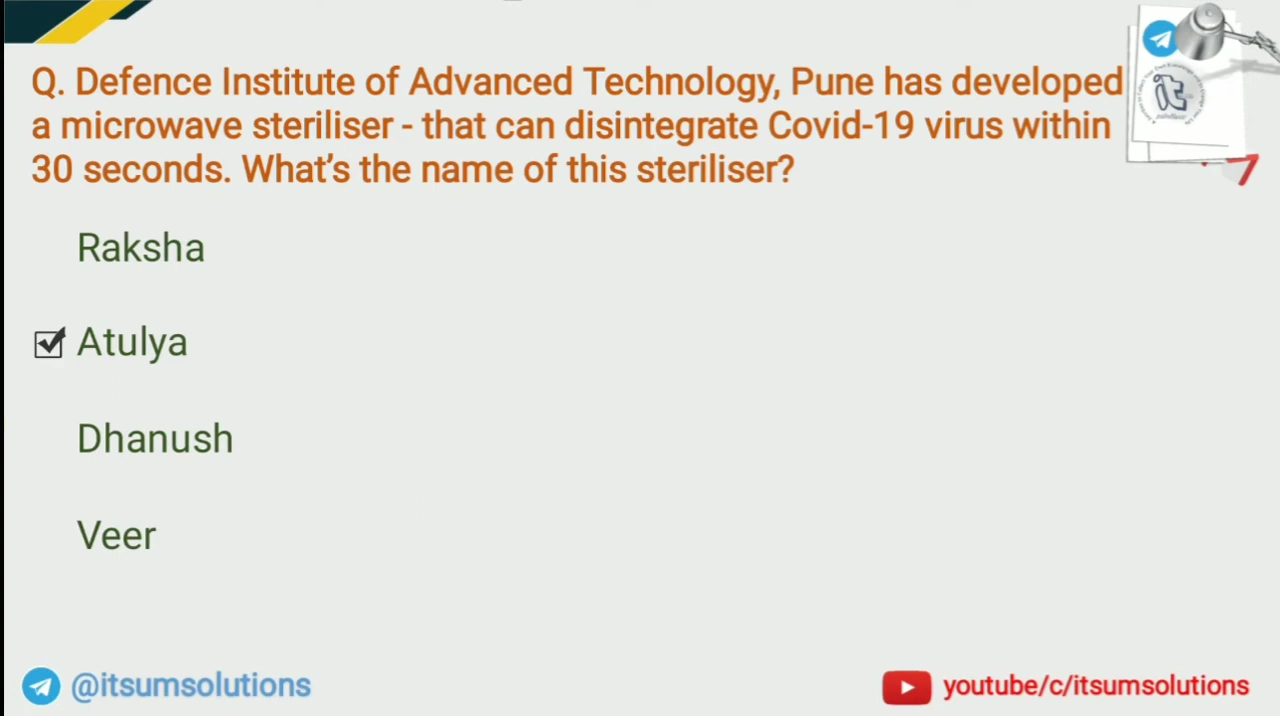 Q. Defence Institute of Advanced Technology, Pune has developed
a microwave steriliser - that can disintegrate Covid-19 virus within
30 seconds. What's the name of this steriliser?
Raksha
Atulya
Dhanush
Veer
@itsumsolutions
youtube/c/itsumsolutions